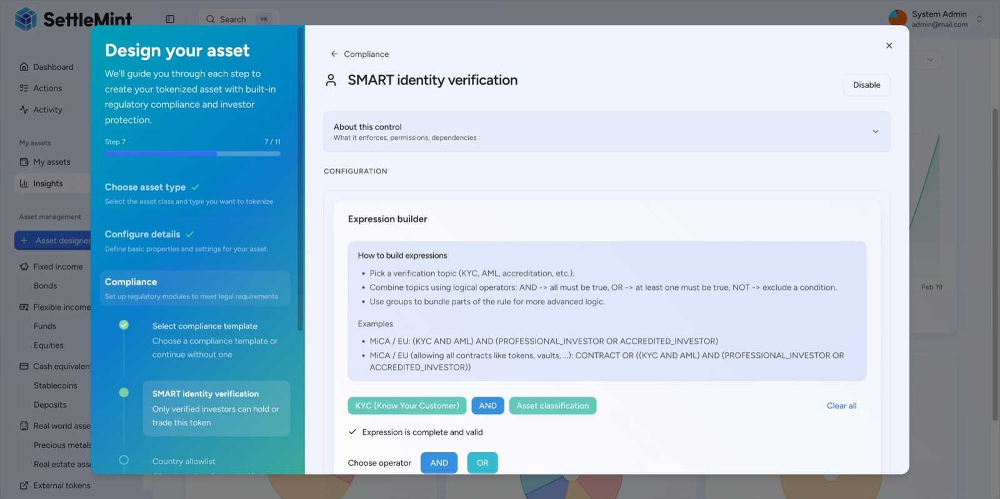 SettleMint
Search
⌘K
System Admin
admin@mail.com
Dashboard
Actions
Activity
My assets
My assets
Insights
Asset management
Asset designer
Fixed income
Bonds
Flexible income
Funds
Equities
Cash equivalent
Stablecoins
Deposits
Real world asse
Precious metals
Real estate asse
External tokens
Design your asset
We'll guide you through each step to
create your tokenized asset with built-in
regulatory compliance and investor
protection.
Step 7
7 / 11
Choose asset type
Select the asset class and type you want to tokenize
Configure details
Define basic properties and settings for your asset
Compliance
Set up regulatory modules to meet legal requirements
Select compliance template
Choose a compliance template or
continue without one
SMART identity verification
Only verified investors can hold or
trade this token
Country allowlist
Compliance
SMART identity verification
Disable
About this control
What it enforces, permissions, dependencies
CONFIGURATION
Expression builder
How to build expressions
• Pick a verification topic (KYC, AML, accreditation, etc.).
• Combine topics using logical operators: AND -> all must be true, OR -> at least one must be true, NOT -> exclude a condition.
• Use groups to bundle parts of the rule for more advanced logic.
Examples
• MiCA / EU: (KYC AND AML) AND (PROFESSIONAL_INVESTOR OR ACCREDITED_INVESTOR)
• MiCA / EU (allowing all contracts like tokens, vaults, ...): CONTRACT OR ((KYC AND AML) AND (PROFESSIONAL_INVESTOR OR
ACCREDITED_INVESTOR))
KYC (Know Your Customer) AND Asset classification
Clear all
Expression is complete and valid
Choose operator AND OR
Feb 19